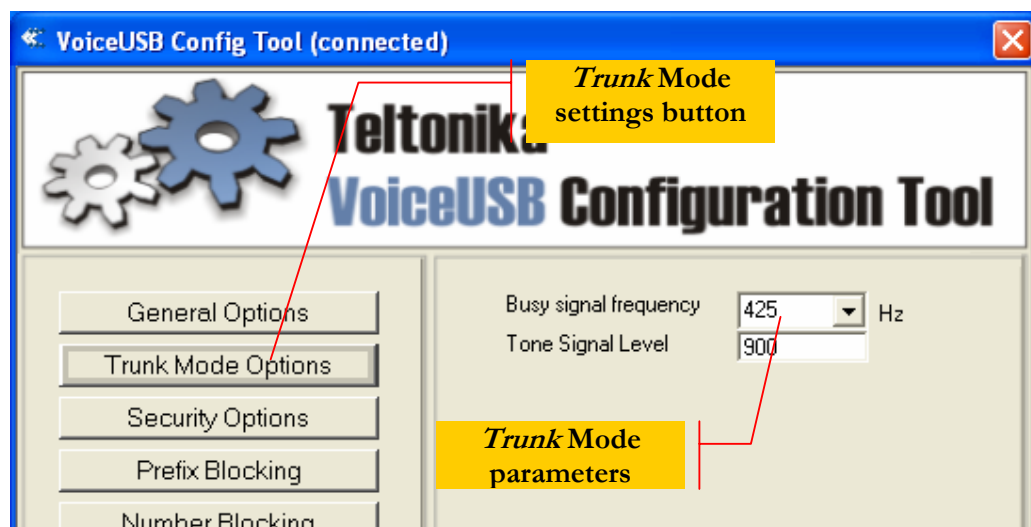 VoiceUSB Config Tool (connected)
Trunk Mode
settings button
Teltonika
VoiceUSB Configuration Tool
General Options
Trunk Mode Options
Security Options
Prefix Blocking
Number Blocking
Busy signal frequency 425 Hz
Tone Signal Level 900
Trunk Mode
parameters